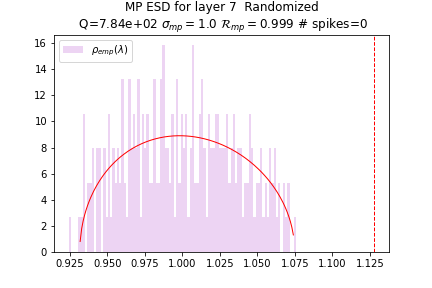 MP ESD for layer 7 Randomized
Q=7.84e+02 σmp=1.0 Rmp=0.999 # spikes=0
ρemp(λ)
16
14
12
10
8
6
4
2
0
0.925 0.950 0.975 1.000 1.025 1.050 1.075 1.100 1.125